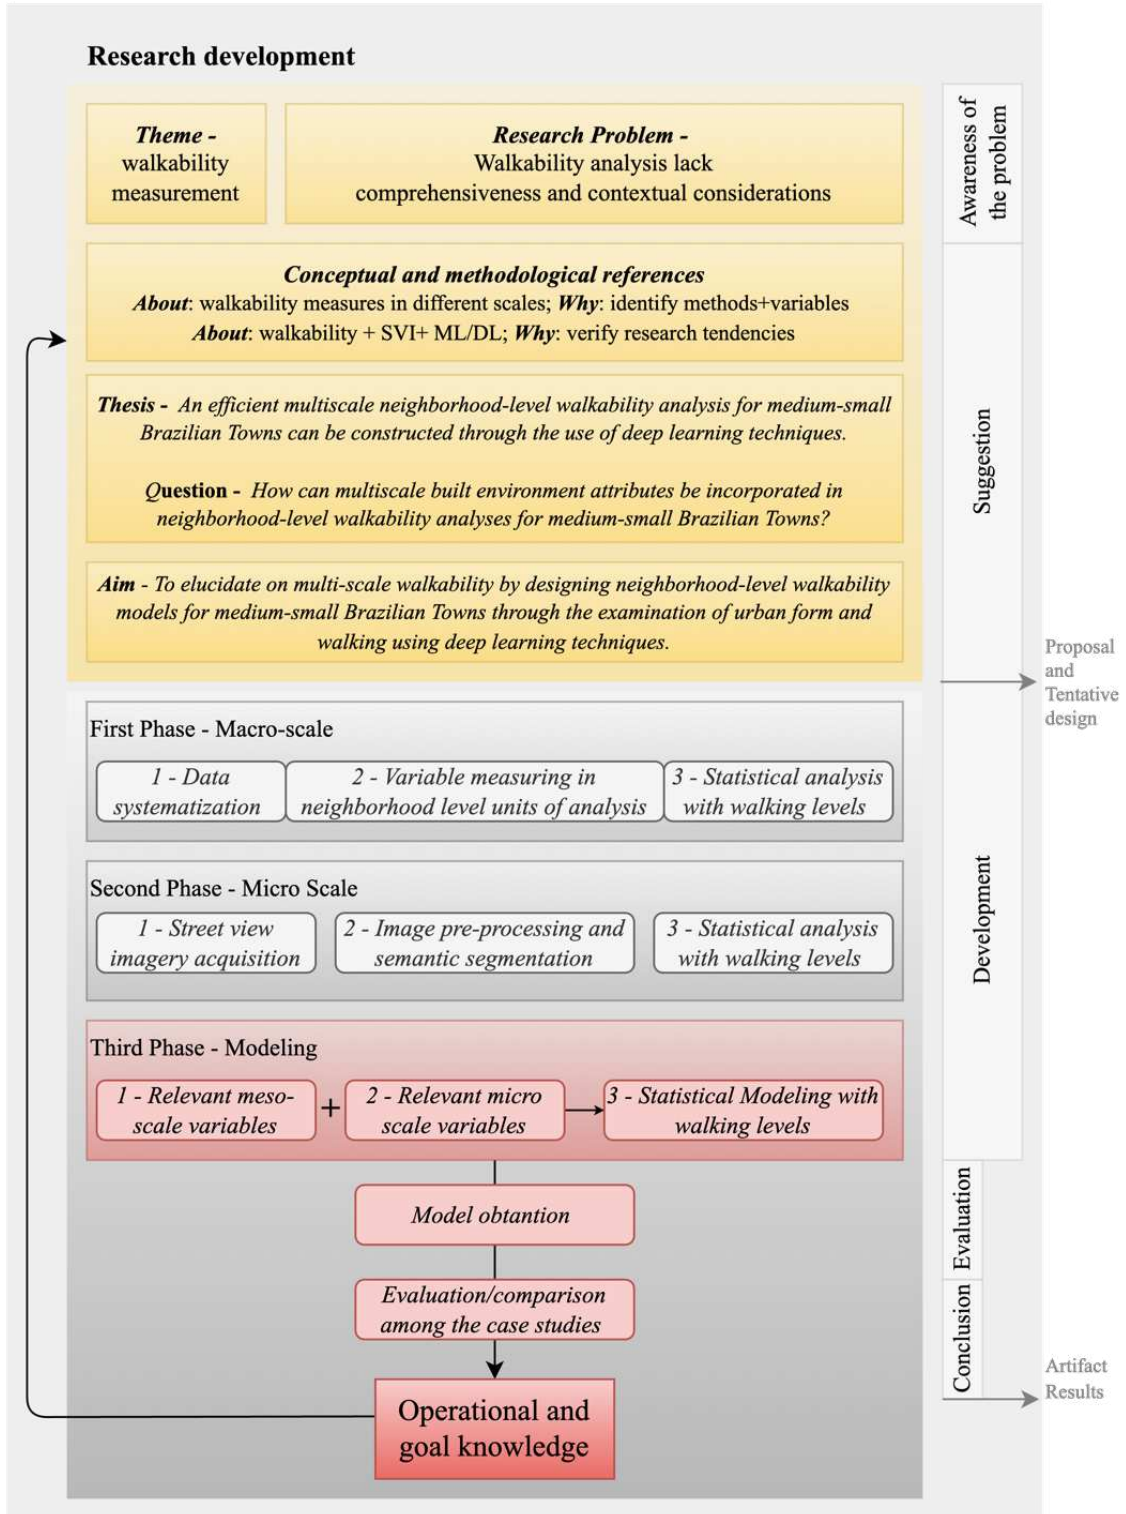 Research development
Theme -
walkability
measurement
Research Problem -
Walkability analysis lack
comprehensiveness and contextual considerations
Awareness of
the problem
Conceptual and methodological references
About: walkability measures in different scales; Why: identify methods+variables
About: walkability + SVI+ ML/DL; Why: verify research tendencies
Thesis - An efficient multiscale neighborhood-level walkability analysis for medium-small
Brazilian Towns can be constructed through the use of deep learning techniques.
Question - How can multiscale built environment attributes be incorporated in
neighborhood-level walkability analyses for medium-small Brazilian Towns?
Aim - To elucidate on multi-scale walkability by designing neighborhood-level walkability
models for medium-small Brazilian Towns through the examination of urban form and
walking using deep learning techniques.
Suggestion
Proposal
and
Tentative
design
First Phase - Macro-scale
1 - Data
systematization
2 - Variable measuring in
neighborhood level units of analysis
3 - Statistical analysis
with walking levels
Second Phase - Micro Scale
1 - Street view
imagery acquisition
2 - Image pre-processing and
semantic segmentation
3 - Statistical analysis
with walking levels
Third Phase - Modeling
1 - Relevant meso-
scale variables
+
2 - Relevant micro
scale variables
3 - Statistical Modeling with
walking levels
Development
Model obtantion
Evaluation
Evaluation/comparison
among the case studies
Conclusion
Artifact
Results
Operational and
goal knowledge